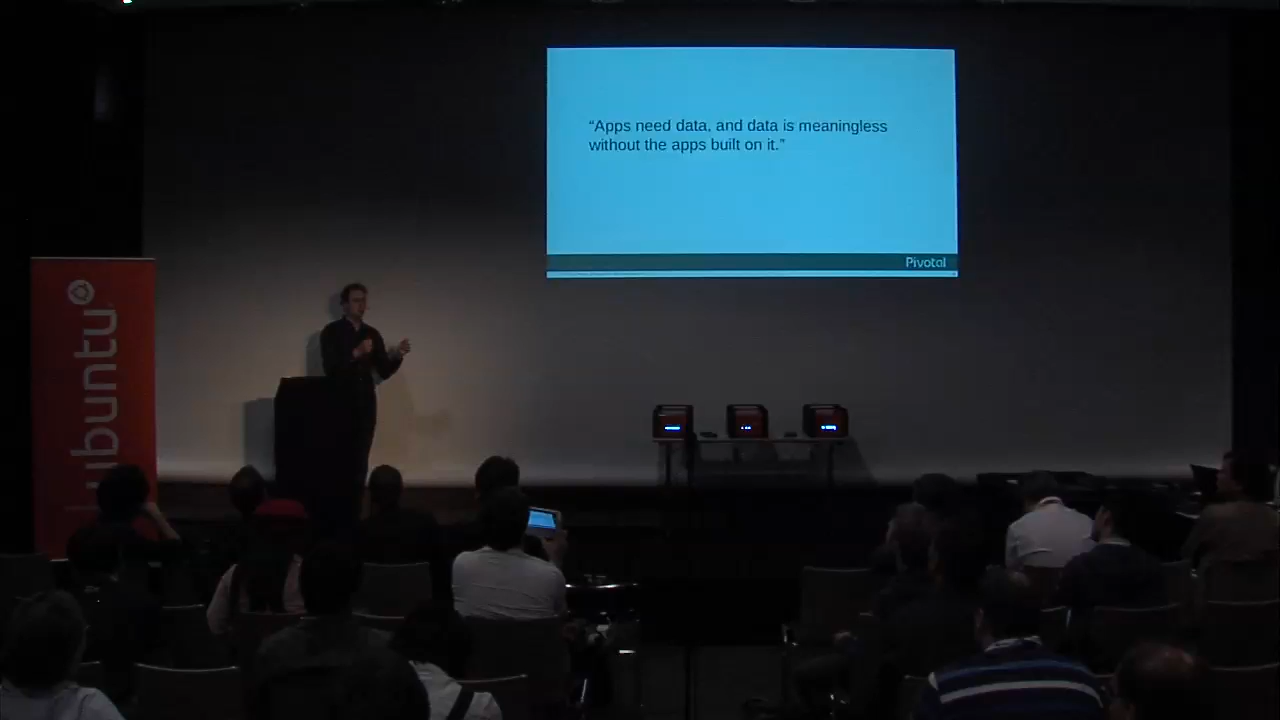 “Apps need data, and data is meaningless
without the apps built on it.”
Pivotal
ubuntu